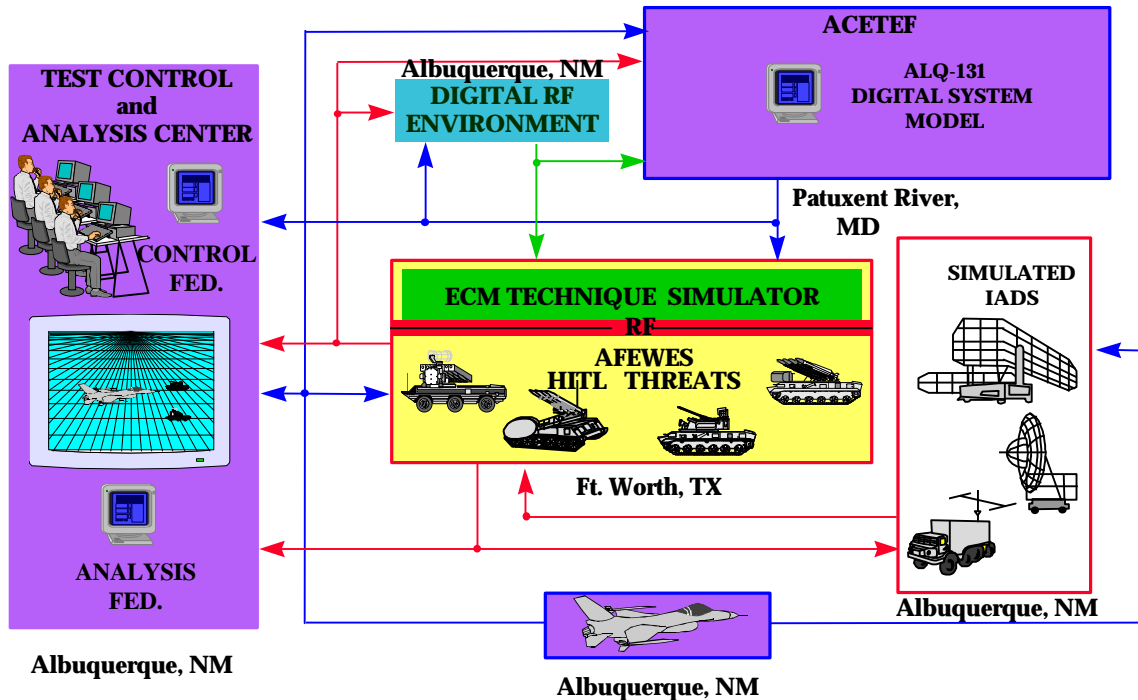 TEST CONTROL
and
ANALYSIS CENTER
CONTROL
FED.
ANALYSIS
FED.
Albuquerque, NM
Albuquerque, NM
DIGITAL RF
ENVIRONMENT
ACETEF
ALQ-131
DIGITAL SYSTEM
MODEL
Patuxent River,
MD
ECM TECHNIQUE SIMULATOR
RF
AFEWES
HITL THREATS
Ft. Worth, TX
SIMULATED
IADS
Albuquerque, NM
Albuquerque, NM